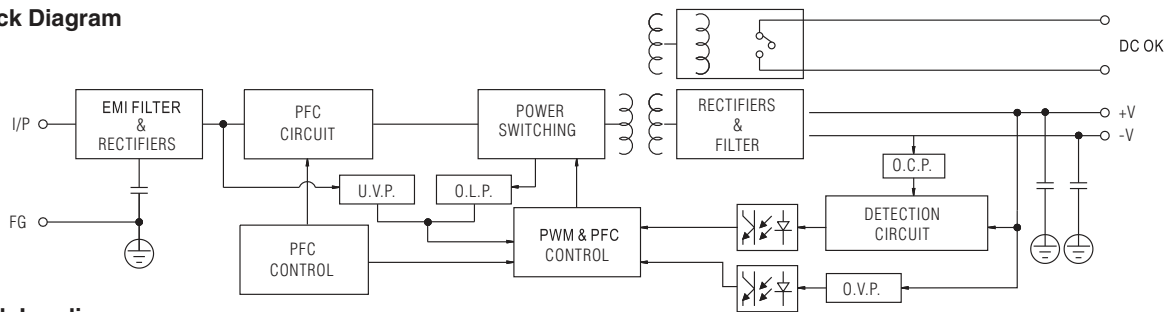 ck Diagram
DC OK
I/P
EMI FILTER
&
RECTIFIERS
PFC
CIRCUIT
POWER
SWITCHING
RECTIFIERS
&
FILTER
+V
-V
U.V.P.
O.L.P.
O.C.P.
FG
PFC
CONTROL
PWM & PFC
CONTROL
DETECTION
CIRCUIT
O.V.P.